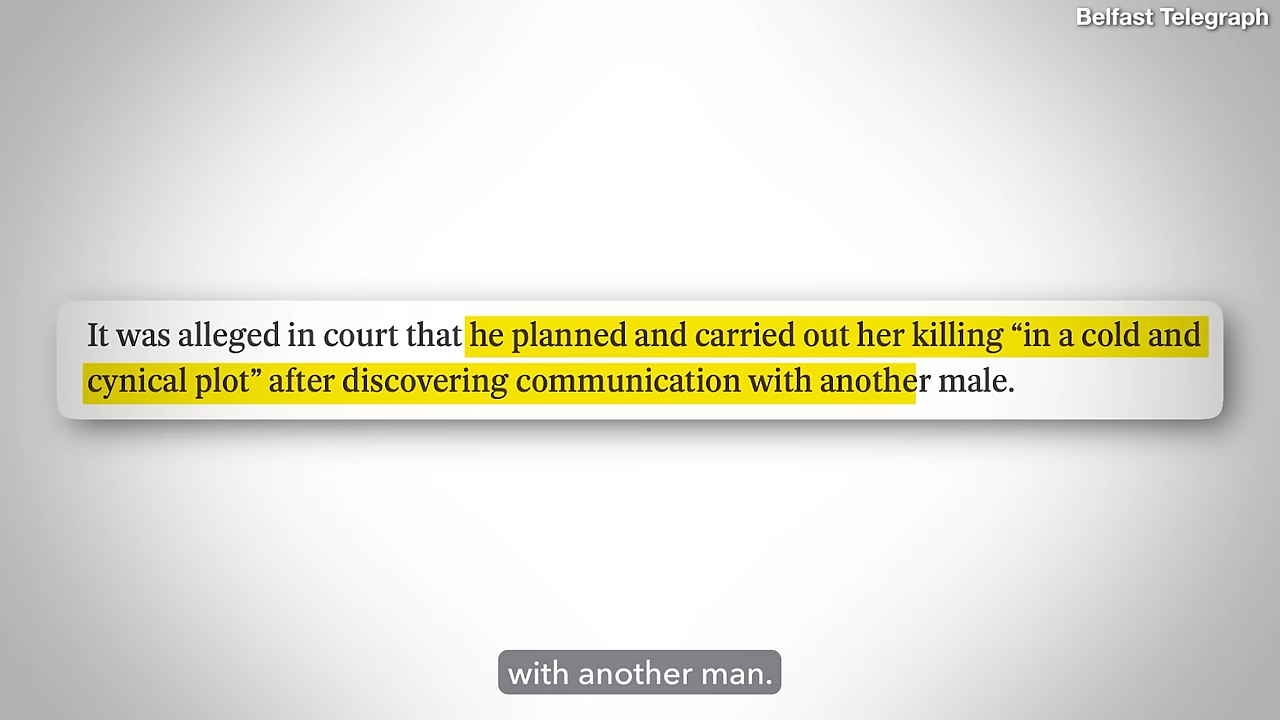 Belfast Telegraph
It was alleged in court that he planned and carried out her killing “in a cold and
cynical plot” after discovering communication with another male.
with another man.